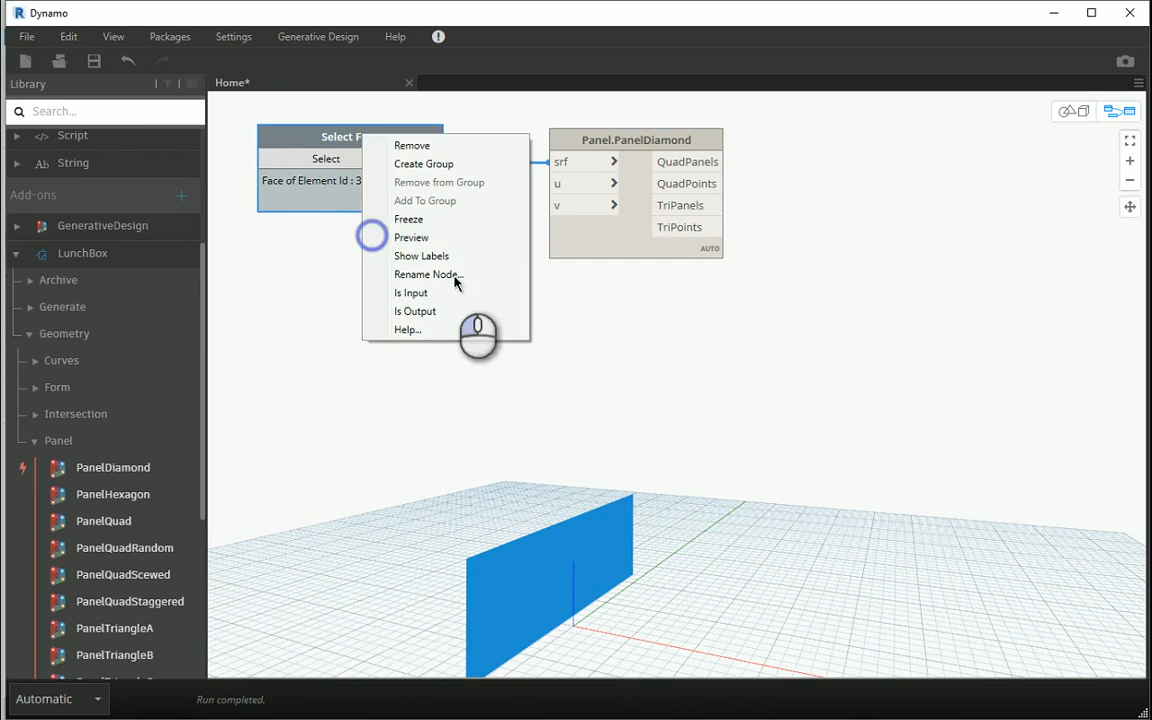 Dynamo
File Edit View Packages Settings Generative Design Help
Library
Home*
Search...
Script
String
Add-ons
GenerativeDesign
LunchBox
Archive
Generate
Geometry
Curves
Form
Intersection
Panel
PanelDiamond
PanelHexagon
PanelQuad
PanelQuadRandom
PanelQuadScewed
PanelQuadStaggered
PanelTriangleA
PanelTriangleB
Select F
Select
Face of Element Id : 3
Remove
Create Group
Remove from Group
Add To Group
Freeze
Preview
Show Labels
Rename Node...
Is Input
Is Output
Help...
Panel.PanelDiamond
srf > QuadPanels
u > QuadPoints
v > TriPanels
TriPoints
AUTO
Automatic
Run completed.